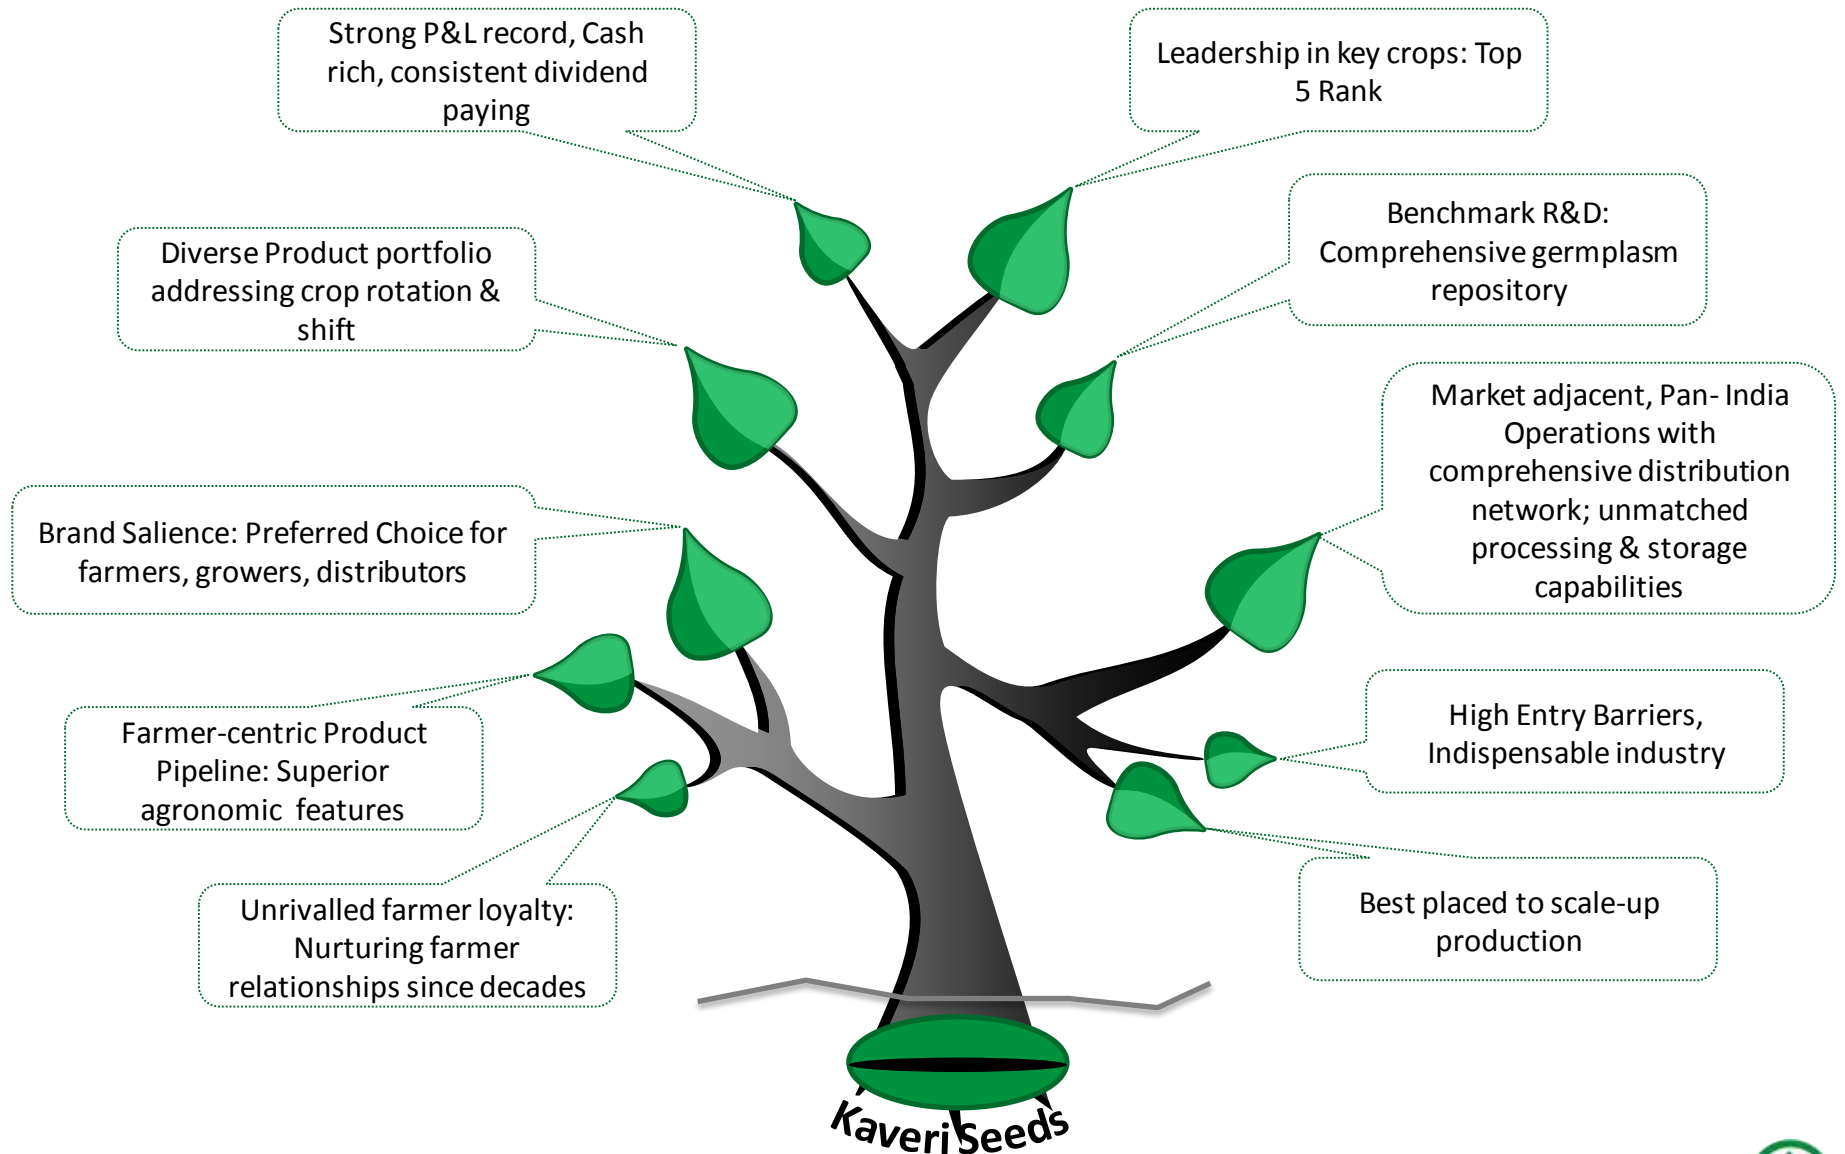 Strong P&L record, Cash
rich, consistent dividend
paying
Leadership in key crops: Top
5 Rank
Diverse Product portfolio
addressing crop rotation &
shift
Benchmark R&D:
Comprehensive germplasm
repository
Brand Salience: Preferred Choice for
farmers, growers, distributors
Market adjacent, Pan- India
Operations with
comprehensive distribution
network; unmatched
processing & storage
capabilities
Farmer-centric Product
Pipeline: Superior
agronomic  features
High Entry Barriers,
Indispensable industry
Unrivalled farmer loyalty:
Nurturing farmer
relationships since decades
Best placed to scale-up
production
Kaveri Seeds